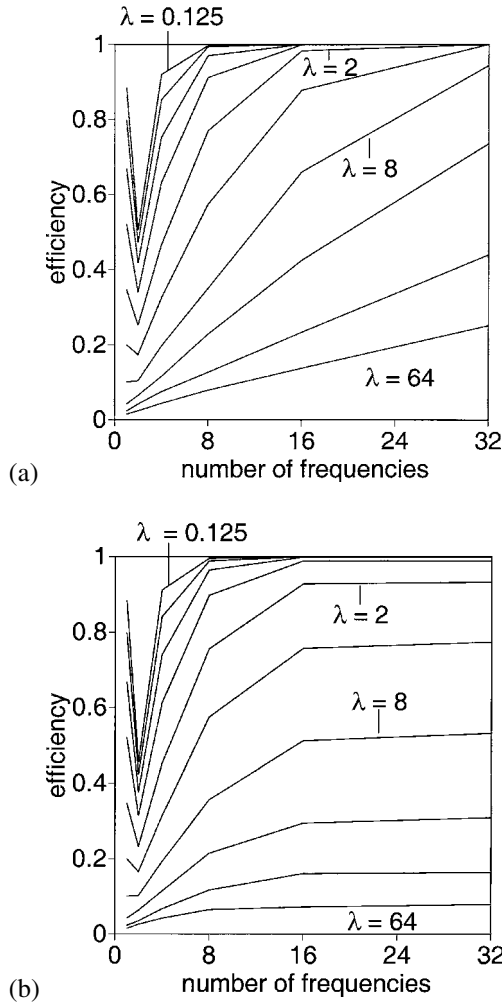 λ = 0.125
1
λ = 2
0.8
λ = 8
0.6
efficiency
0.4
0.2
λ = 64
0
0 8 16 24 32
number of frequencies
(a)
λ = 0.125
1
λ = 2
0.8
λ = 8
0.6
efficiency
0.4
0.2
λ = 64
0
0 8 16 24 32
number of frequencies
(b)